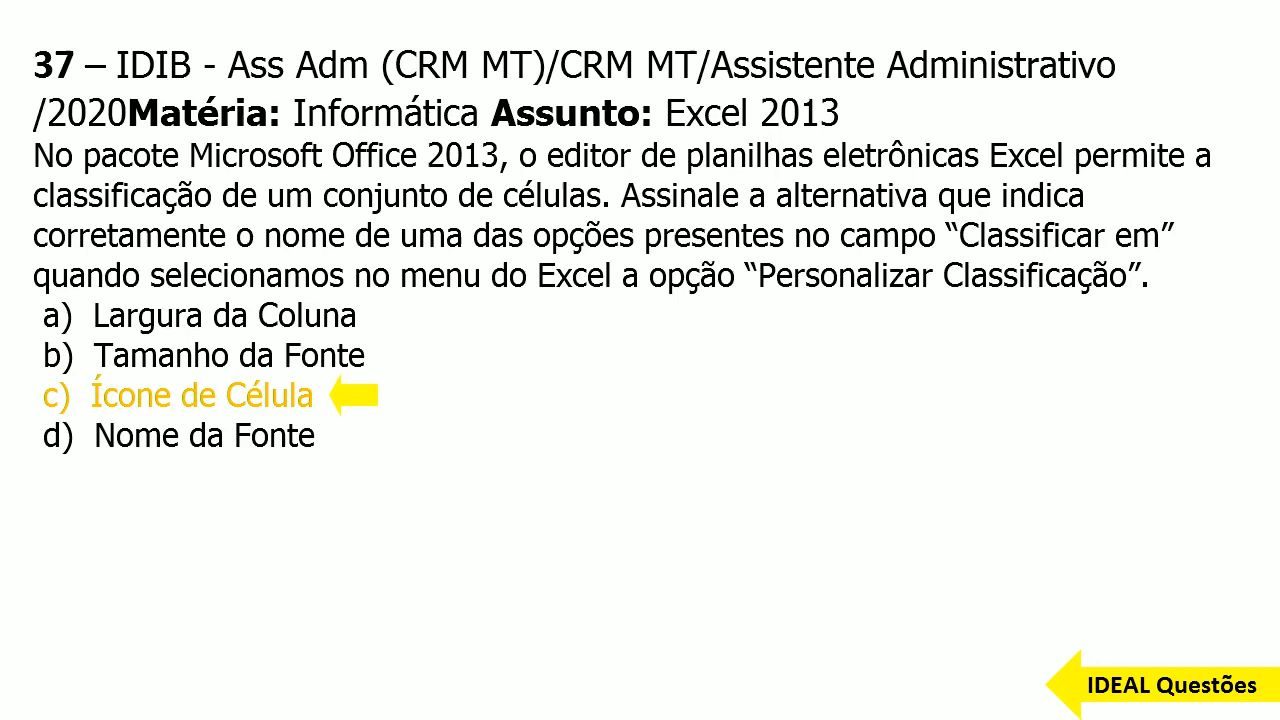 37 – IDIB - Ass Adm (CRM MT)/CRM MT/Assistente Administrativo
/2020Matéria: Informática Assunto: Excel 2013
No pacote Microsoft Office 2013, o editor de planilhas eletrônicas Excel permite a
classificação de um conjunto de células. Assinale a alternativa que indica
corretamente o nome de uma das opções presentes no campo “Classificar em”
quando selecionamos no menu do Excel a opção “Personalizar Classificação”.
a) Largura da Coluna
b) Tamanho da Fonte
c) Ícone de Célula
d) Nome da Fonte
IDEAL Questões